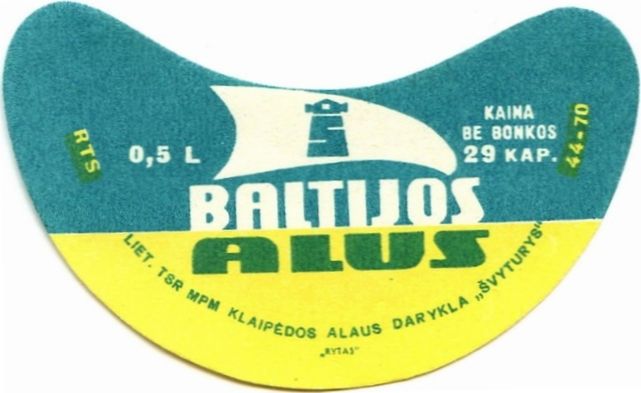 RTS
0,5 L
Š
KAINA
BE BONKOS
29 KAP.
44-70
BALTIJOS
ALUS
LIET. TSR MPM KLAIPĖDOS ALAUS DARYKLA „ŠVYTURYS“
„RYTAS“